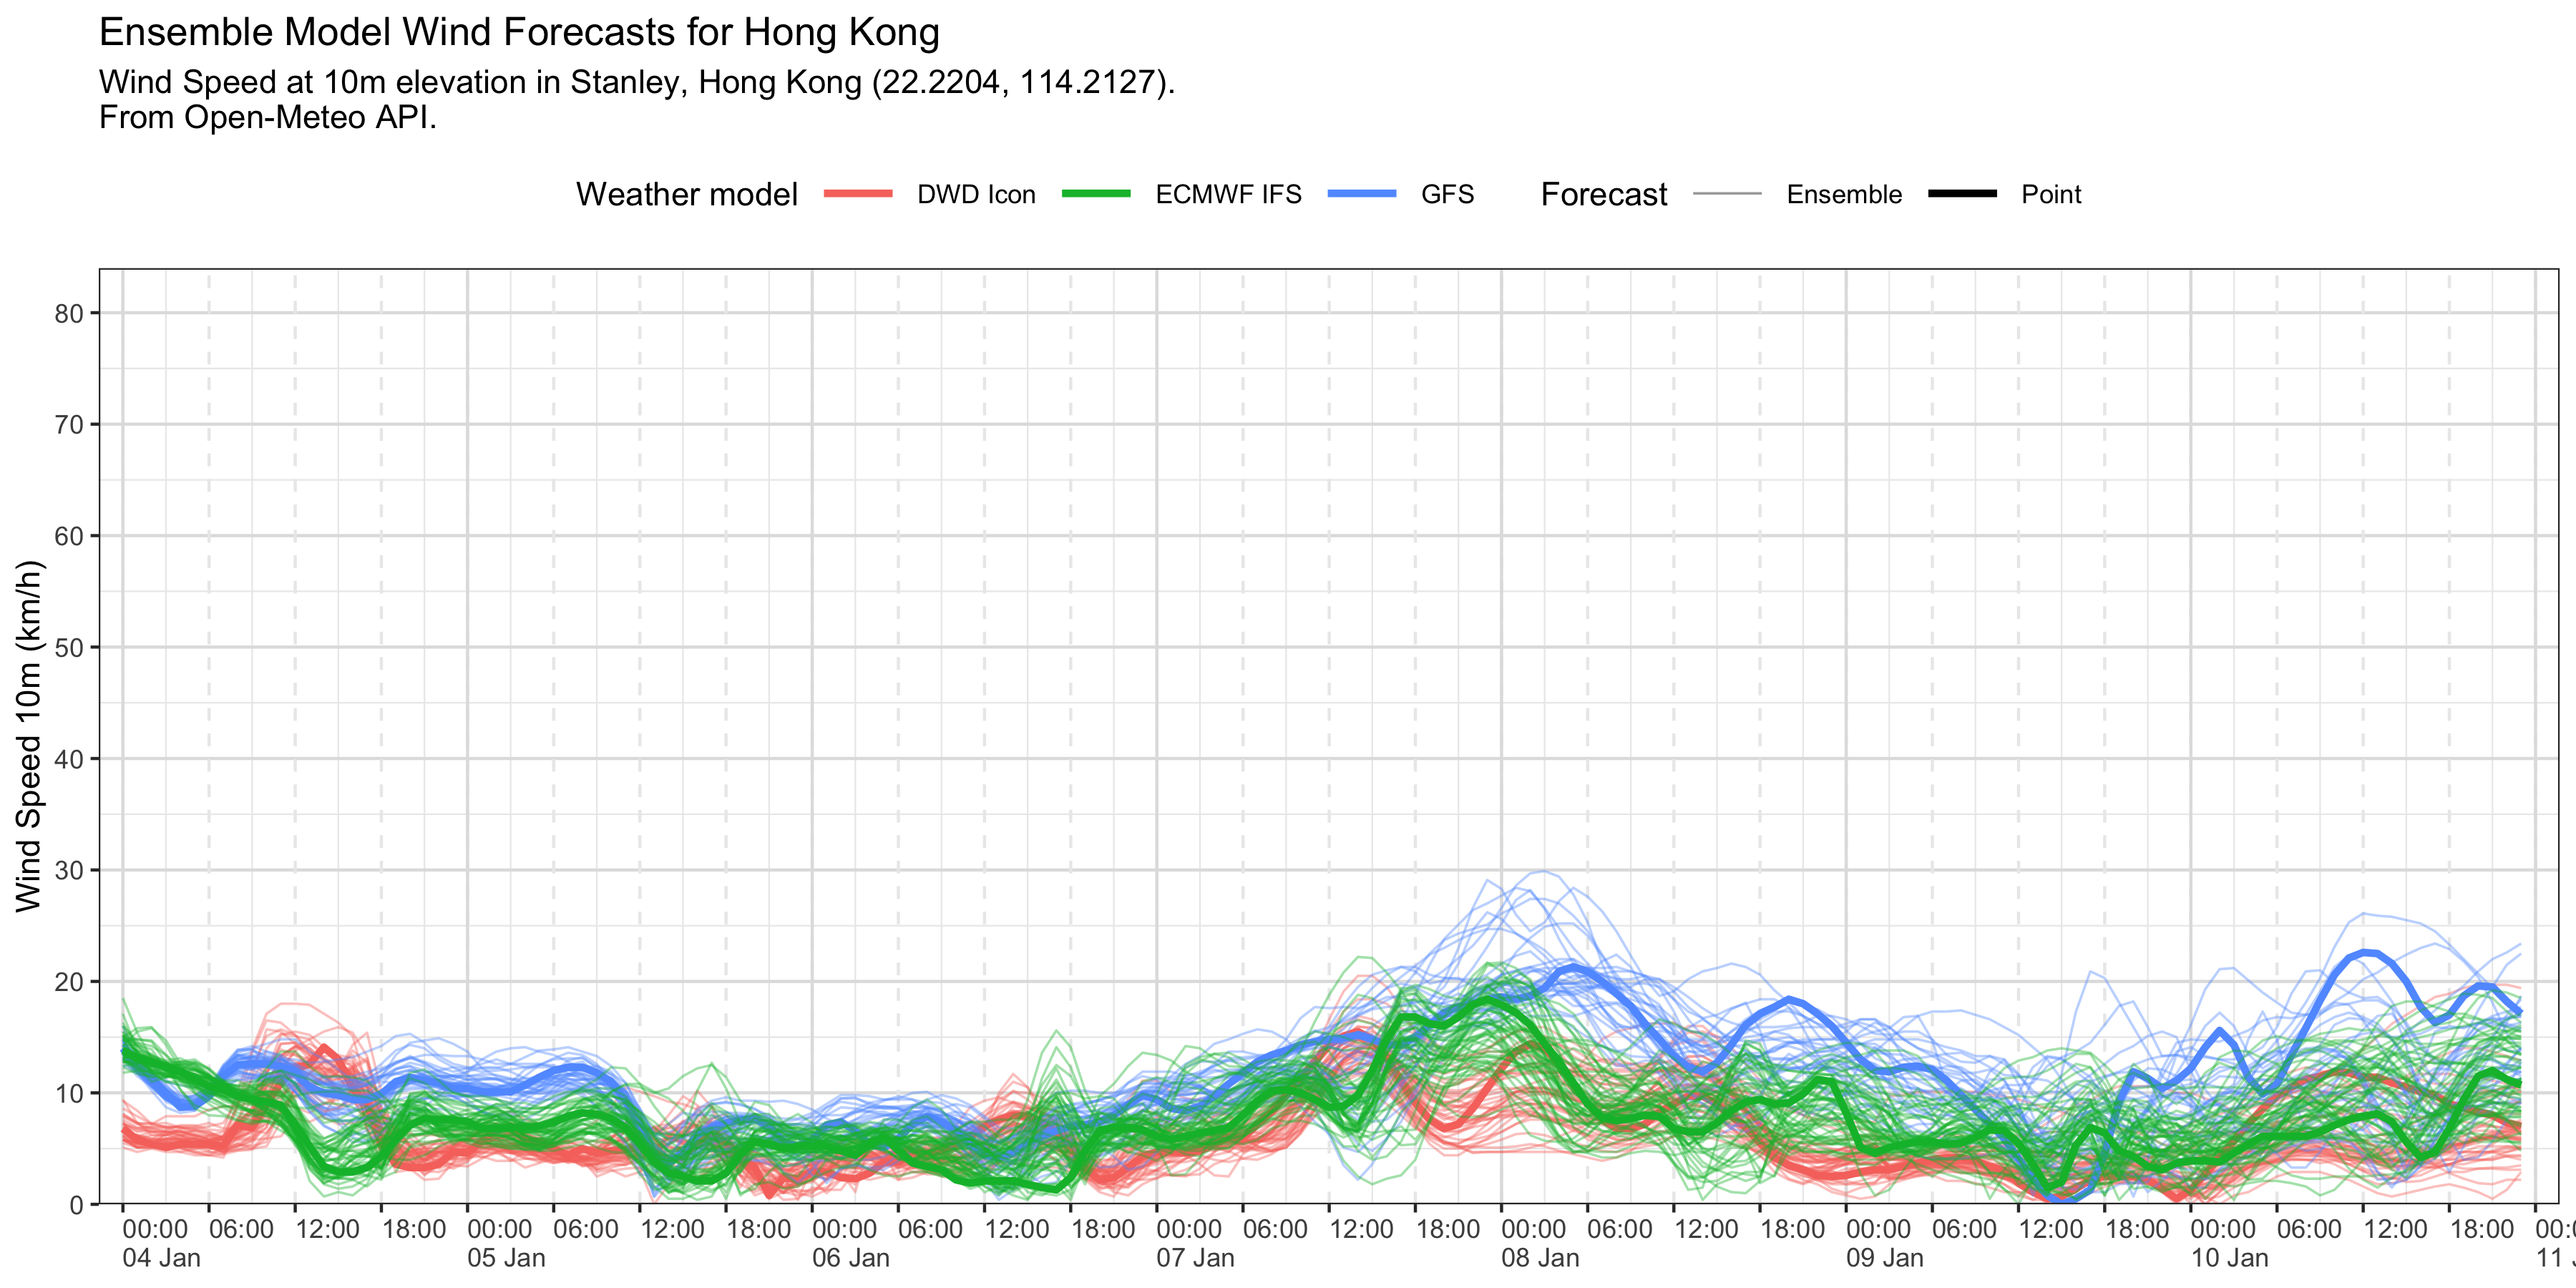 Ensemble Model Wind Forecasts for Hong Kong
Wind Speed at 10m elevation in Stanley, Hong Kong (22.2204, 114.2127).
From Open-Meteo API.
Weather model DWD Icon ECMWF IFS GFS Forecast Ensemble Point
Wind Speed 10m (km/h)
80
70
60
50
40
30
20
10
0
00:00 06:00 12:00 18:00 00:00 06:00 12:00 18:00 00:00 06:00 12:00 18:00 00:00 06:00 12:00 18:00 00:00 06:00 12:00 18:00 00:00 06:00 12:00 18:00 00:00 06:00 12:00 18:00
04 Jan 05 Jan 06 Jan 07 Jan 08 Jan 09 Jan 10 Jan 11